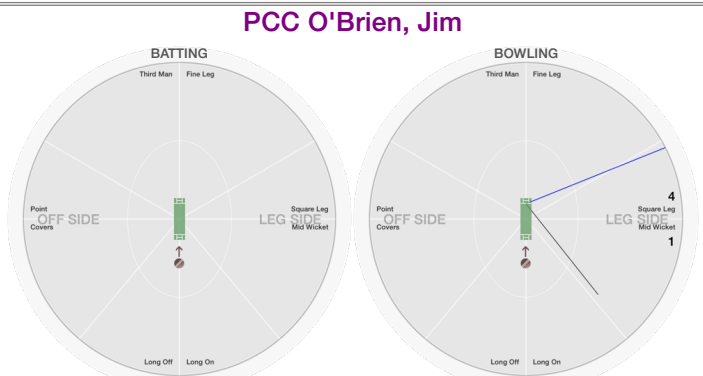 PCC O'Brien, Jim
BATTING
Third Man Fine Leg
Point
OFF SIDE
Covers
Square Leg
LEG SIDE
Mid Wicket
Long Off Long On
BOWLING
Third Man Fine Leg
Point
OFF SIDE
Covers
4
Square Leg
LEG SIDE
Mid Wicket
1
Long Off Long On